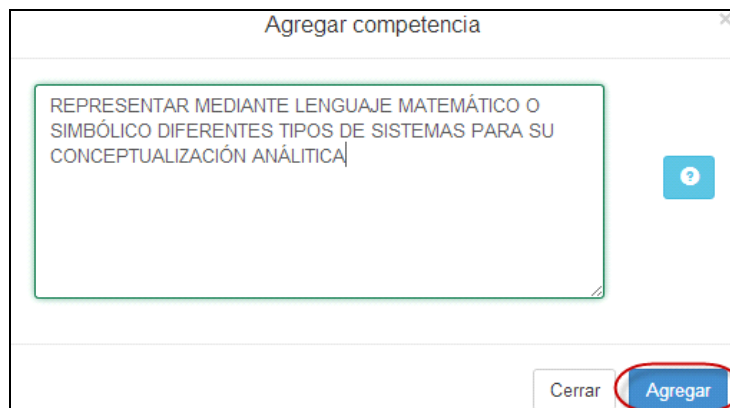 Agregar competencia
REPRESENTAR MEDIANTE LENGUAJE MATEMÁTICO O
SIMBÓLICO DIFERENTES TIPOS DE SISTEMAS PARA SU
CONCEPTUALIZACIÓN ANÁLITICA
Cerrar Agregar